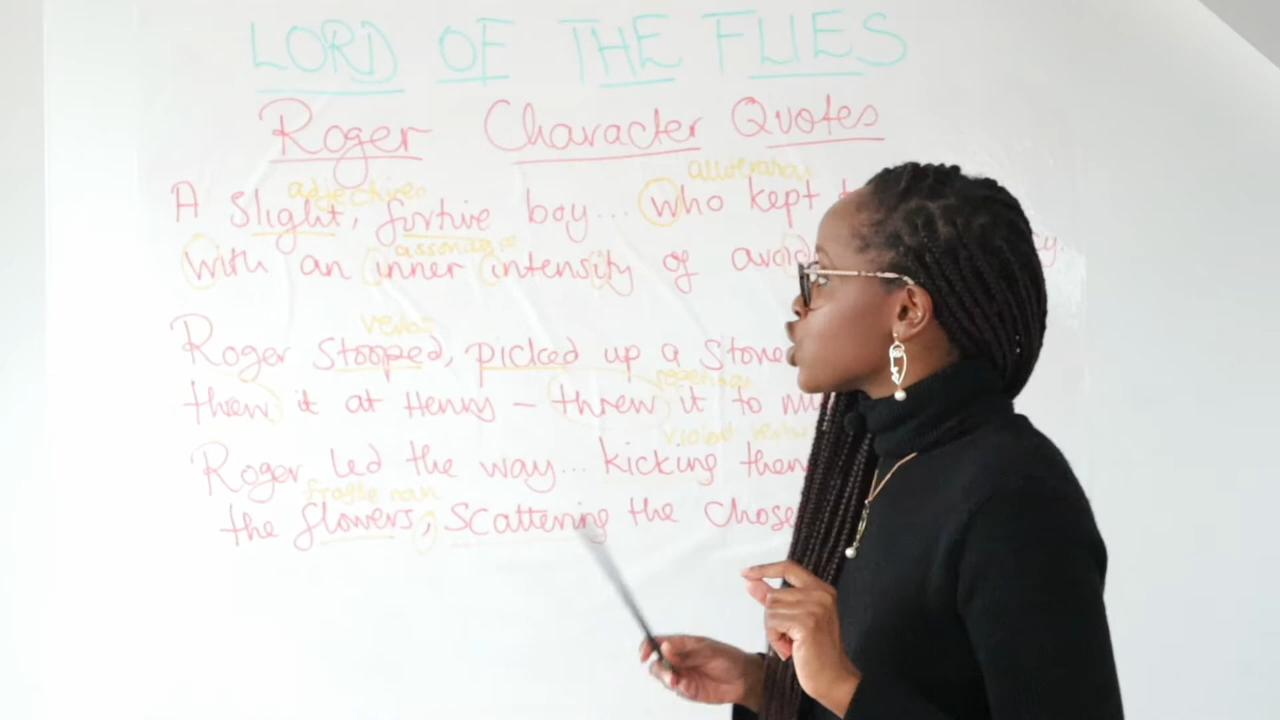 LORD OF THE FLIES
Roger Character Quotes
alliteration
adjectives
A slight, furtive boy... who kept
assonance
with an inner intensity of avoid
verbs
Roger stooped, picked up a stone
repetition
threw it at Henry – threw it to
violent verbs
Roger led the way... kicking
fragile noun
the flowers, scattering the